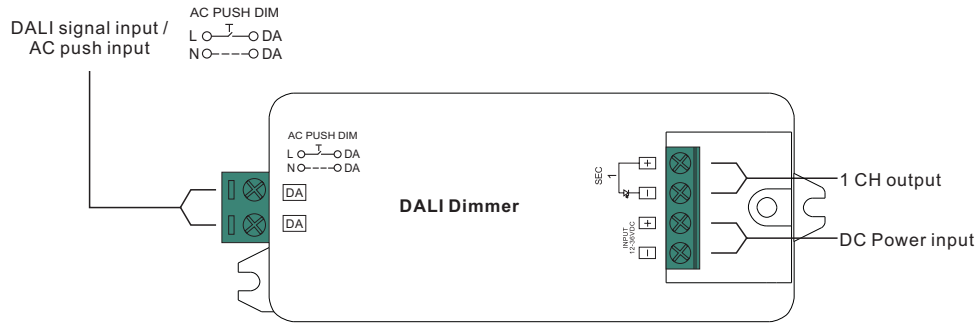 DALI signal input /
AC push input
AC PUSH DIM
L DA
N DA
AC PUSH DIM
L DA
N DA
DA
DA
DALI Dimmer
SEC
1
+
−
+
−
INPUT
12-36VDC
1 CH output
DC Power input